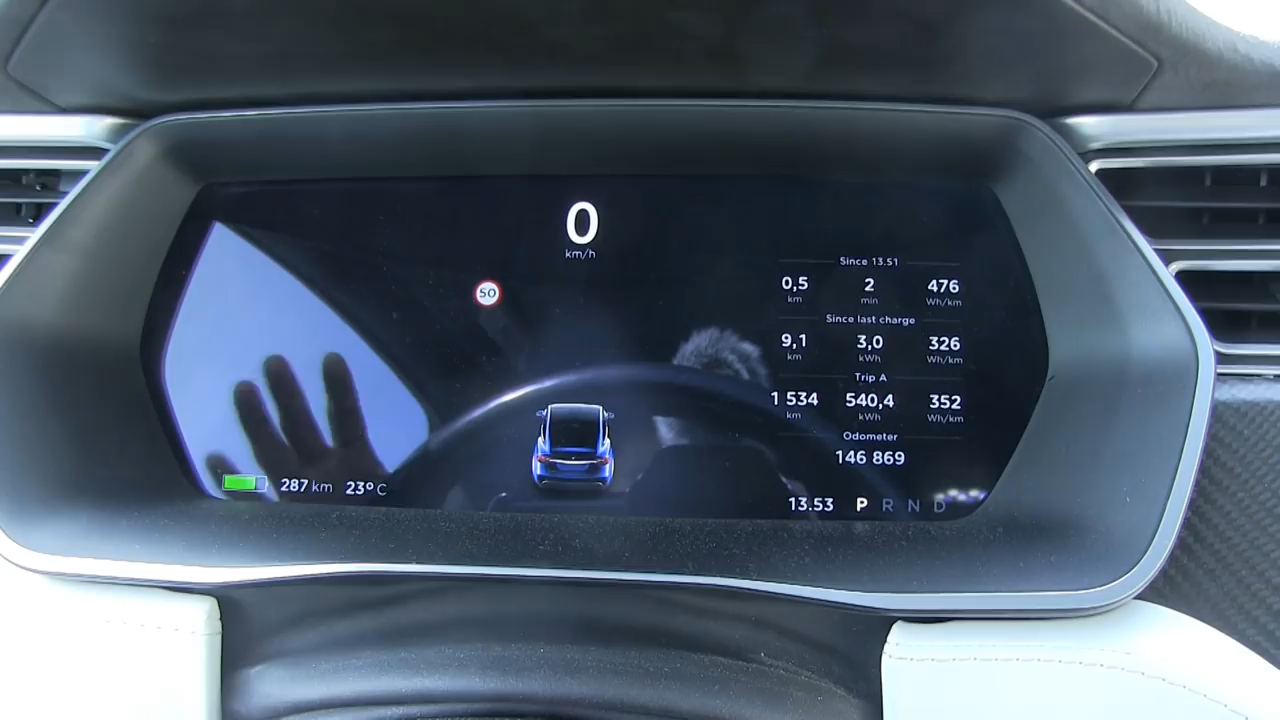 0
km/h
50
Since 13.51
0,5 2 476
km min Wh/km
Since last charge
9,1 3,0 326
km kWh Wh/km
Trip A
1 534 540,4 352
km kWh Wh/km
Odometer
146 869
287 km 23°C
13.53 P R N D